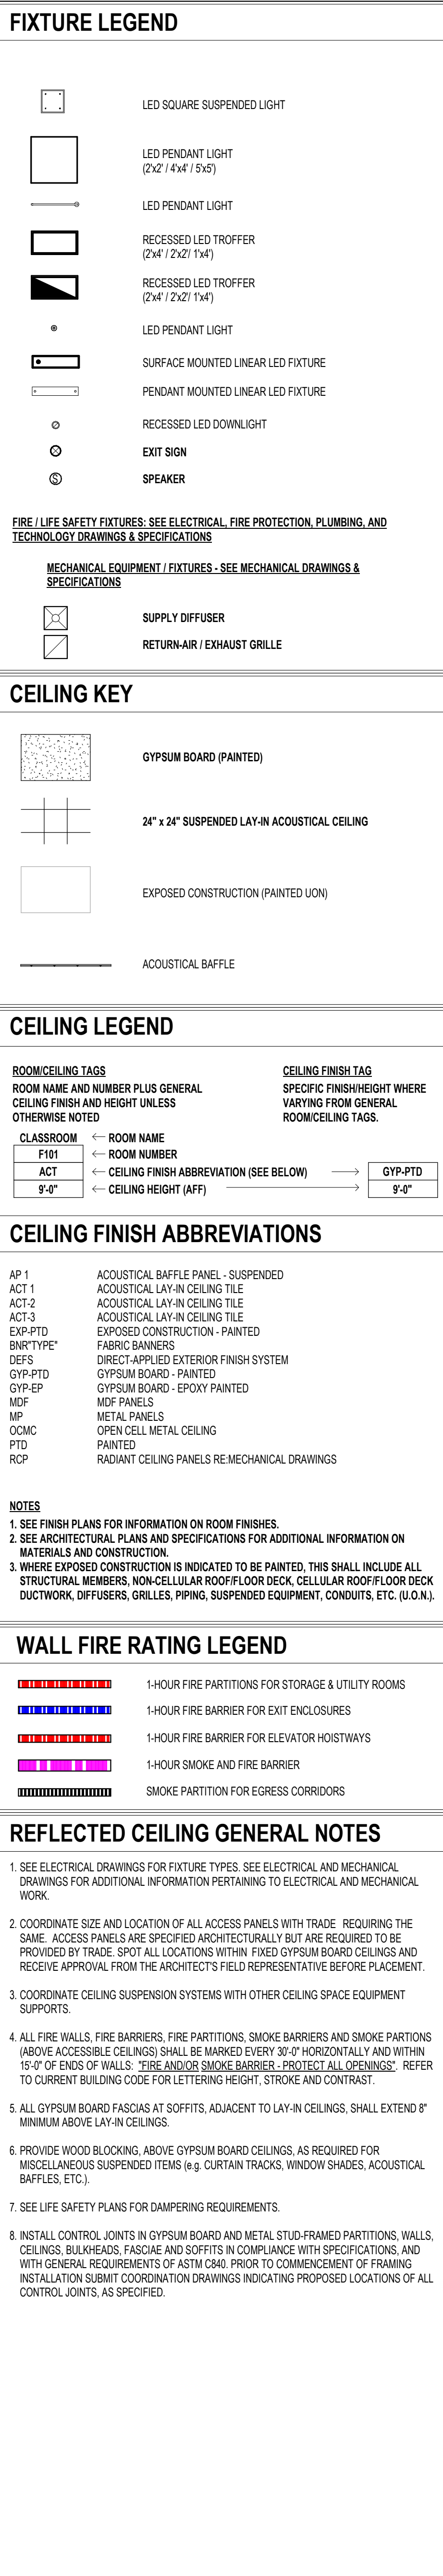 FIXTURE LEGEND
LED SQUARE SUSPENDED LIGHT
LED PENDANT LIGHT
(2'x2' / 4'x4' / 5'x5')
LED PENDANT LIGHT
RECESSED LED TROFFER
(2'x4' / 2'x2'/ 1'x4')
RECESSED LED TROFFER
(2'x4' / 2'x2'/ 1'x4')
LED PENDANT LIGHT
SURFACE MOUNTED LINEAR LED FIXTURE
PENDANT MOUNTED LINEAR LED FIXTURE
RECESSED LED DOWNLIGHT
EXIT SIGN
S SPEAKER
FIRE / LIFE SAFETY FIXTURES: SEE ELECTRICAL, FIRE PROTECTION, PLUMBING, AND
TECHNOLOGY DRAWINGS & SPECIFICATIONS
MECHANICAL EQUIPMENT / FIXTURES - SEE MECHANICAL DRAWINGS &
SPECIFICATIONS
SUPPLY DIFFUSER
RETURN-AIR / EXHAUST GRILLE
CEILING KEY
GYPSUM BOARD (PAINTED)
24" x 24" SUSPENDED LAY-IN ACOUSTICAL CEILING
EXPOSED CONSTRUCTION (PAINTED UON)
ACOUSTICAL BAFFLE
CEILING LEGEND
ROOM/CEILING TAGS
ROOM NAME AND NUMBER PLUS GENERAL
CEILING FINISH AND HEIGHT UNLESS
OTHERWISE NOTED
CEILING FINISH TAG
SPECIFIC FINISH/HEIGHT WHERE
VARYING FROM GENERAL
ROOM/CEILING TAGS.
CLASSROOM ROOM NAME
F101 ROOM NUMBER
ACT CEILING FINISH ABBREVIATION (SEE BELOW) GYP-PTD
9'-0" CEILING HEIGHT (AFF) 9'-0"
CEILING FINISH ABBREVIATIONS
AP 1 ACOUSTICAL BAFFLE PANEL - SUSPENDED
ACT 1 ACOUSTICAL LAY-IN CEILING TILE
ACT-2 ACOUSTICAL LAY-IN CEILING TILE
ACT-3 ACOUSTICAL LAY-IN CEILING TILE
EXP-PTD EXPOSED CONSTRUCTION - PAINTED
BNR"TYPE" FABRIC BANNERS
DEFS DIRECT-APPLIED EXTERIOR FINISH SYSTEM
GYP-PTD GYPSUM BOARD - PAINTED
GYP-EP GYPSUM BOARD - EPOXY PAINTED
MDF MDF PANELS
MP METAL PANELS
OCMC OPEN CELL METAL CEILING
PTD PAINTED
RCP RADIANT CEILING PANELS RE:MECHANICAL DRAWINGS
NOTES
1. SEE FINISH PLANS FOR INFORMATION ON ROOM FINISHES.
2. SEE ARCHITECTURAL PLANS AND SPECIFICATIONS FOR ADDITIONAL INFORMATION ON
MATERIALS AND CONSTRUCTION.
3. WHERE EXPOSED CONSTRUCTION IS INDICATED TO BE PAINTED, THIS SHALL INCLUDE ALL
STRUCTURAL MEMBERS, NON-CELLULAR ROOF/FLOOR DECK, CELLULAR ROOF/FLOOR DECK
DUCTWORK, DIFFUSERS, GRILLES, PIPING, SUSPENDED EQUIPMENT, CONDUITS, ETC. (U.O.N.).
WALL FIRE RATING LEGEND
1-HOUR FIRE PARTITIONS FOR STORAGE & UTILITY ROOMS
1-HOUR FIRE BARRIER FOR EXIT ENCLOSURES
1-HOUR FIRE BARRIER FOR ELEVATOR HOISTWAYS
1-HOUR SMOKE AND FIRE BARRIER
SMOKE PARTITION FOR EGRESS CORRIDORS
REFLECTED CEILING GENERAL NOTES
1. SEE ELECTRICAL DRAWINGS FOR FIXTURE TYPES. SEE ELECTRICAL AND MECHANICAL
DRAWINGS FOR ADDITIONAL INFORMATION PERTAINING TO ELECTRICAL AND MECHANICAL
WORK.
2. COORDINATE SIZE AND LOCATION OF ALL ACCESS PANELS WITH TRADE REQUIRING THE
SAME. ACCESS PANELS ARE SPECIFIED ARCHITECTURALLY BUT ARE REQUIRED TO BE
PROVIDED BY TRADE. SPOT ALL LOCATIONS WITHIN FIXED GYPSUM BOARD CEILINGS AND
RECEIVE APPROVAL FROM THE ARCHITECT'S FIELD REPRESENTATIVE BEFORE PLACEMENT.
3. COORDINATE CEILING SUSPENSION SYSTEMS WITH OTHER CEILING SPACE EQUIPMENT
SUPPORTS.
4. ALL FIRE WALLS, FIRE BARRIERS, FIRE PARTITIONS, SMOKE BARRIERS AND SMOKE PARTIONS
(ABOVE ACCESSIBLE CEILINGS) SHALL BE MARKED EVERY 30'-0" HORIZONTALLY AND WITHIN
15'-0" OF ENDS OF WALLS: "FIRE AND/OR SMOKE BARRIER - PROTECT ALL OPENINGS". REFER
TO CURRENT BUILDING CODE FOR LETTERING HEIGHT, STROKE AND CONTRAST.
5. ALL GYPSUM BOARD FASCIAS AT SOFFITS, ADJACENT TO LAY-IN CEILINGS, SHALL EXTEND 8"
MINIMUM ABOVE LAY-IN CEILINGS.
6. PROVIDE WOOD BLOCKING, ABOVE GYPSUM BOARD CEILINGS, AS REQUIRED FOR
MISCELLANEOUS SUSPENDED ITEMS (e.g. CURTAIN TRACKS, WINDOW SHADES, ACOUSTICAL
BAFFLES, ETC.).
7. SEE LIFE SAFETY PLANS FOR DAMPERING REQUIREMENTS.
8. INSTALL CONTROL JOINTS IN GYPSUM BOARD AND METAL STUD-FRAMED PARTITIONS, WALLS,
CEILINGS, BULKHEADS, FASCIAE AND SOFFITS IN COMPLIANCE WITH SPECIFICATIONS, AND
WITH GENERAL REQUIREMENTS OF ASTM C840. PRIOR TO COMMENCEMENT OF FRAMING
INSTALLATION SUBMIT COORDINATION DRAWINGS INDICATING PROPOSED LOCATIONS OF ALL
CONTROL JOINTS, AS SPECIFIED.